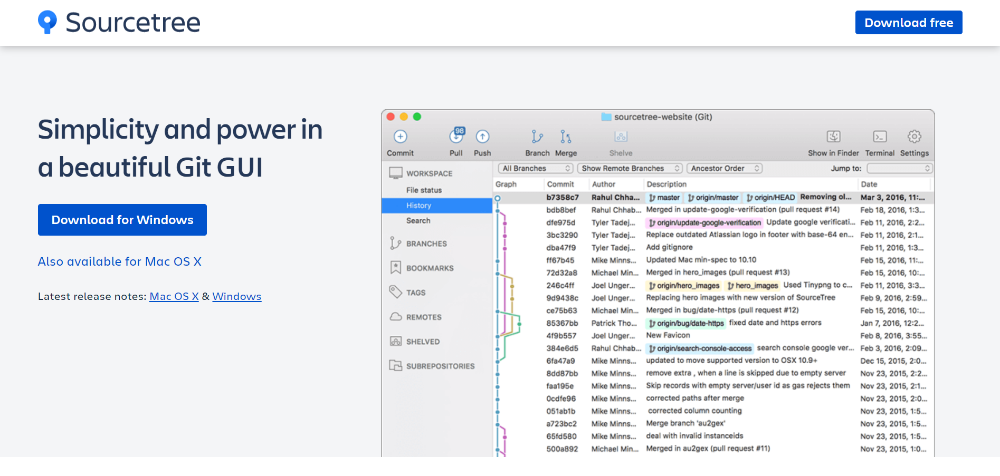 Sourcetree
Download free
Simplicity and power in
a beautiful Git GUI
Download for Windows
Also available for Mac OS X
Latest release notes: Mac OS X & Windows
sourcetree-website (Git)
98
Commit Pull Push Branch Merge Shelve Show in Finder Terminal Settings
WORKSPACE
File status
History
Search
BRANCHES
BOOKMARKS
TAGS
REMOTES
SHELVED
SUBREPOSITORIES
All Branches Show Remote Branches Ancestor Order Jump to:
Graph Commit Author Description Date
b7358c7 Rahul Chha... master origin/master origin/HEAD Removing ol... Mar 3, 2016, 11:...
bdb8bef Rahul Chhab... Merged in update-google-verification (pull request #14) Feb 18, 2016, 1:3...
dfe975d Tyler Tadej... origin/update-google-verification Update google verificati... Feb 11, 2016, 2:2...
3bc3290 Tyler Tadej... Replace outdated Atlassian logo in footer with base-64 en... Feb 11, 2016, 2:1...
dba47f9 Tyler Tadej... Add gitignore Feb 11, 2016, 1:3...
ff67b45 Mike Minns... Updated Mac min-spec to 10.10 Feb 15, 2016, 11:...
72d32a8 Michael Min... Merged in hero_images (pull request #13) Feb 15, 2016, 10:...
246c4ff Joel Unger... origin/hero_images hero_images Used Tinypng to c... Feb 11, 2016, 3:3...
9d9438c Joel Unger... Replacing hero images with new version of SourceTree Feb 9, 2016, 2:59...
ce75b63 Michael Min... Merged in bug/date-https (pull request #12) Feb 15, 2016, 10:...
85367bb Patrick Tho... origin/bug/date-https fixed date and https errors Jan 7, 2016, 12:2...
4f9b557 Joel Unger... New Favicon Feb 8, 2016, 3:55...
384e6d5 Rahul Chhab... origin/search-console-access search console google ver... Feb 3, 2016, 2:09...
6fa47a9 Mike Minns... updated to move supported version to OSX 10.9+ Dec 15, 2015, 2:0...
8dd87bb Mike Minns... remove extra , when a line is skipped due to empty server Nov 23, 2015, 2:2...
faa195e Mike Minns... Skip records with empty server/user id as gas rejects them Nov 23, 2015, 2:1...
0cdfe96 Mike Minns... corrected paths after merge Nov 23, 2015, 2:0...
051ab1b Mike Minns... corrected column counting Nov 23, 2015, 1:5...
a723bc2 Mike Minns... Merge branch 'au2gex' Nov 23, 2015, 1:5...
65fd580 Mike Minns... deal with invalid instanceids Nov 23, 2015, 1:5...
500a892 Michael Min... Merged in au2gex (pull request #11) Nov 23, 2015, 1:0...